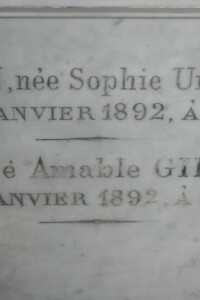 ,née Sophie
ANVIER 1892, À
é Amable
ANVIER 1892, À